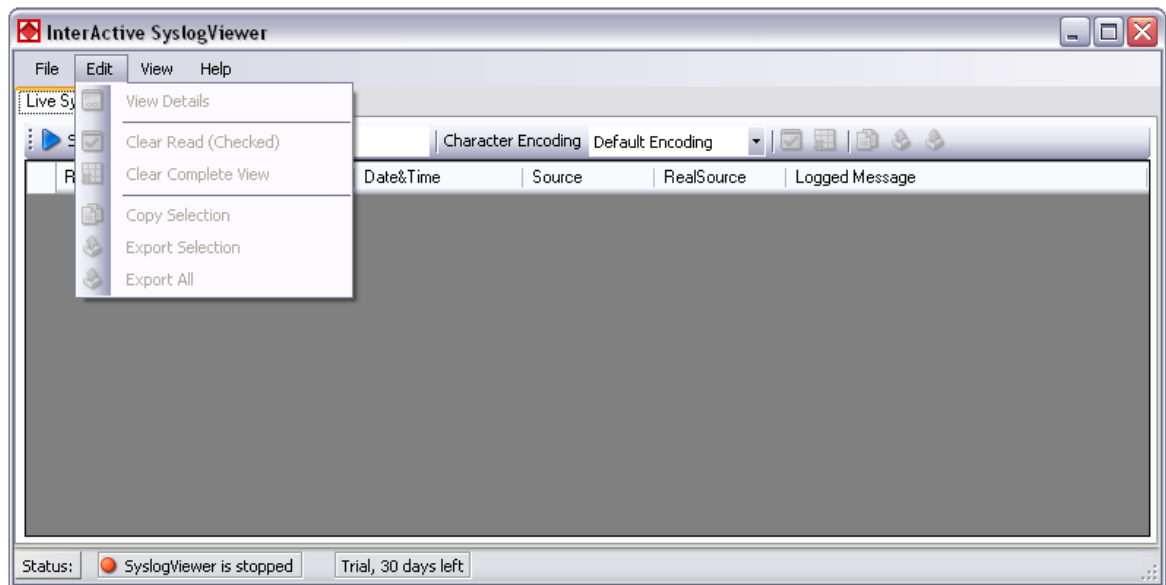 InterActive SyslogViewer
File Edit View Help
Live Sy
View Details
Clear Read (Checked)
Character Encoding Default Encoding
Clear Complete View
Date&Time Source RealSource Logged Message
Copy Selection
Export Selection
Export All
Status: SyslogViewer is stopped Trial, 30 days left